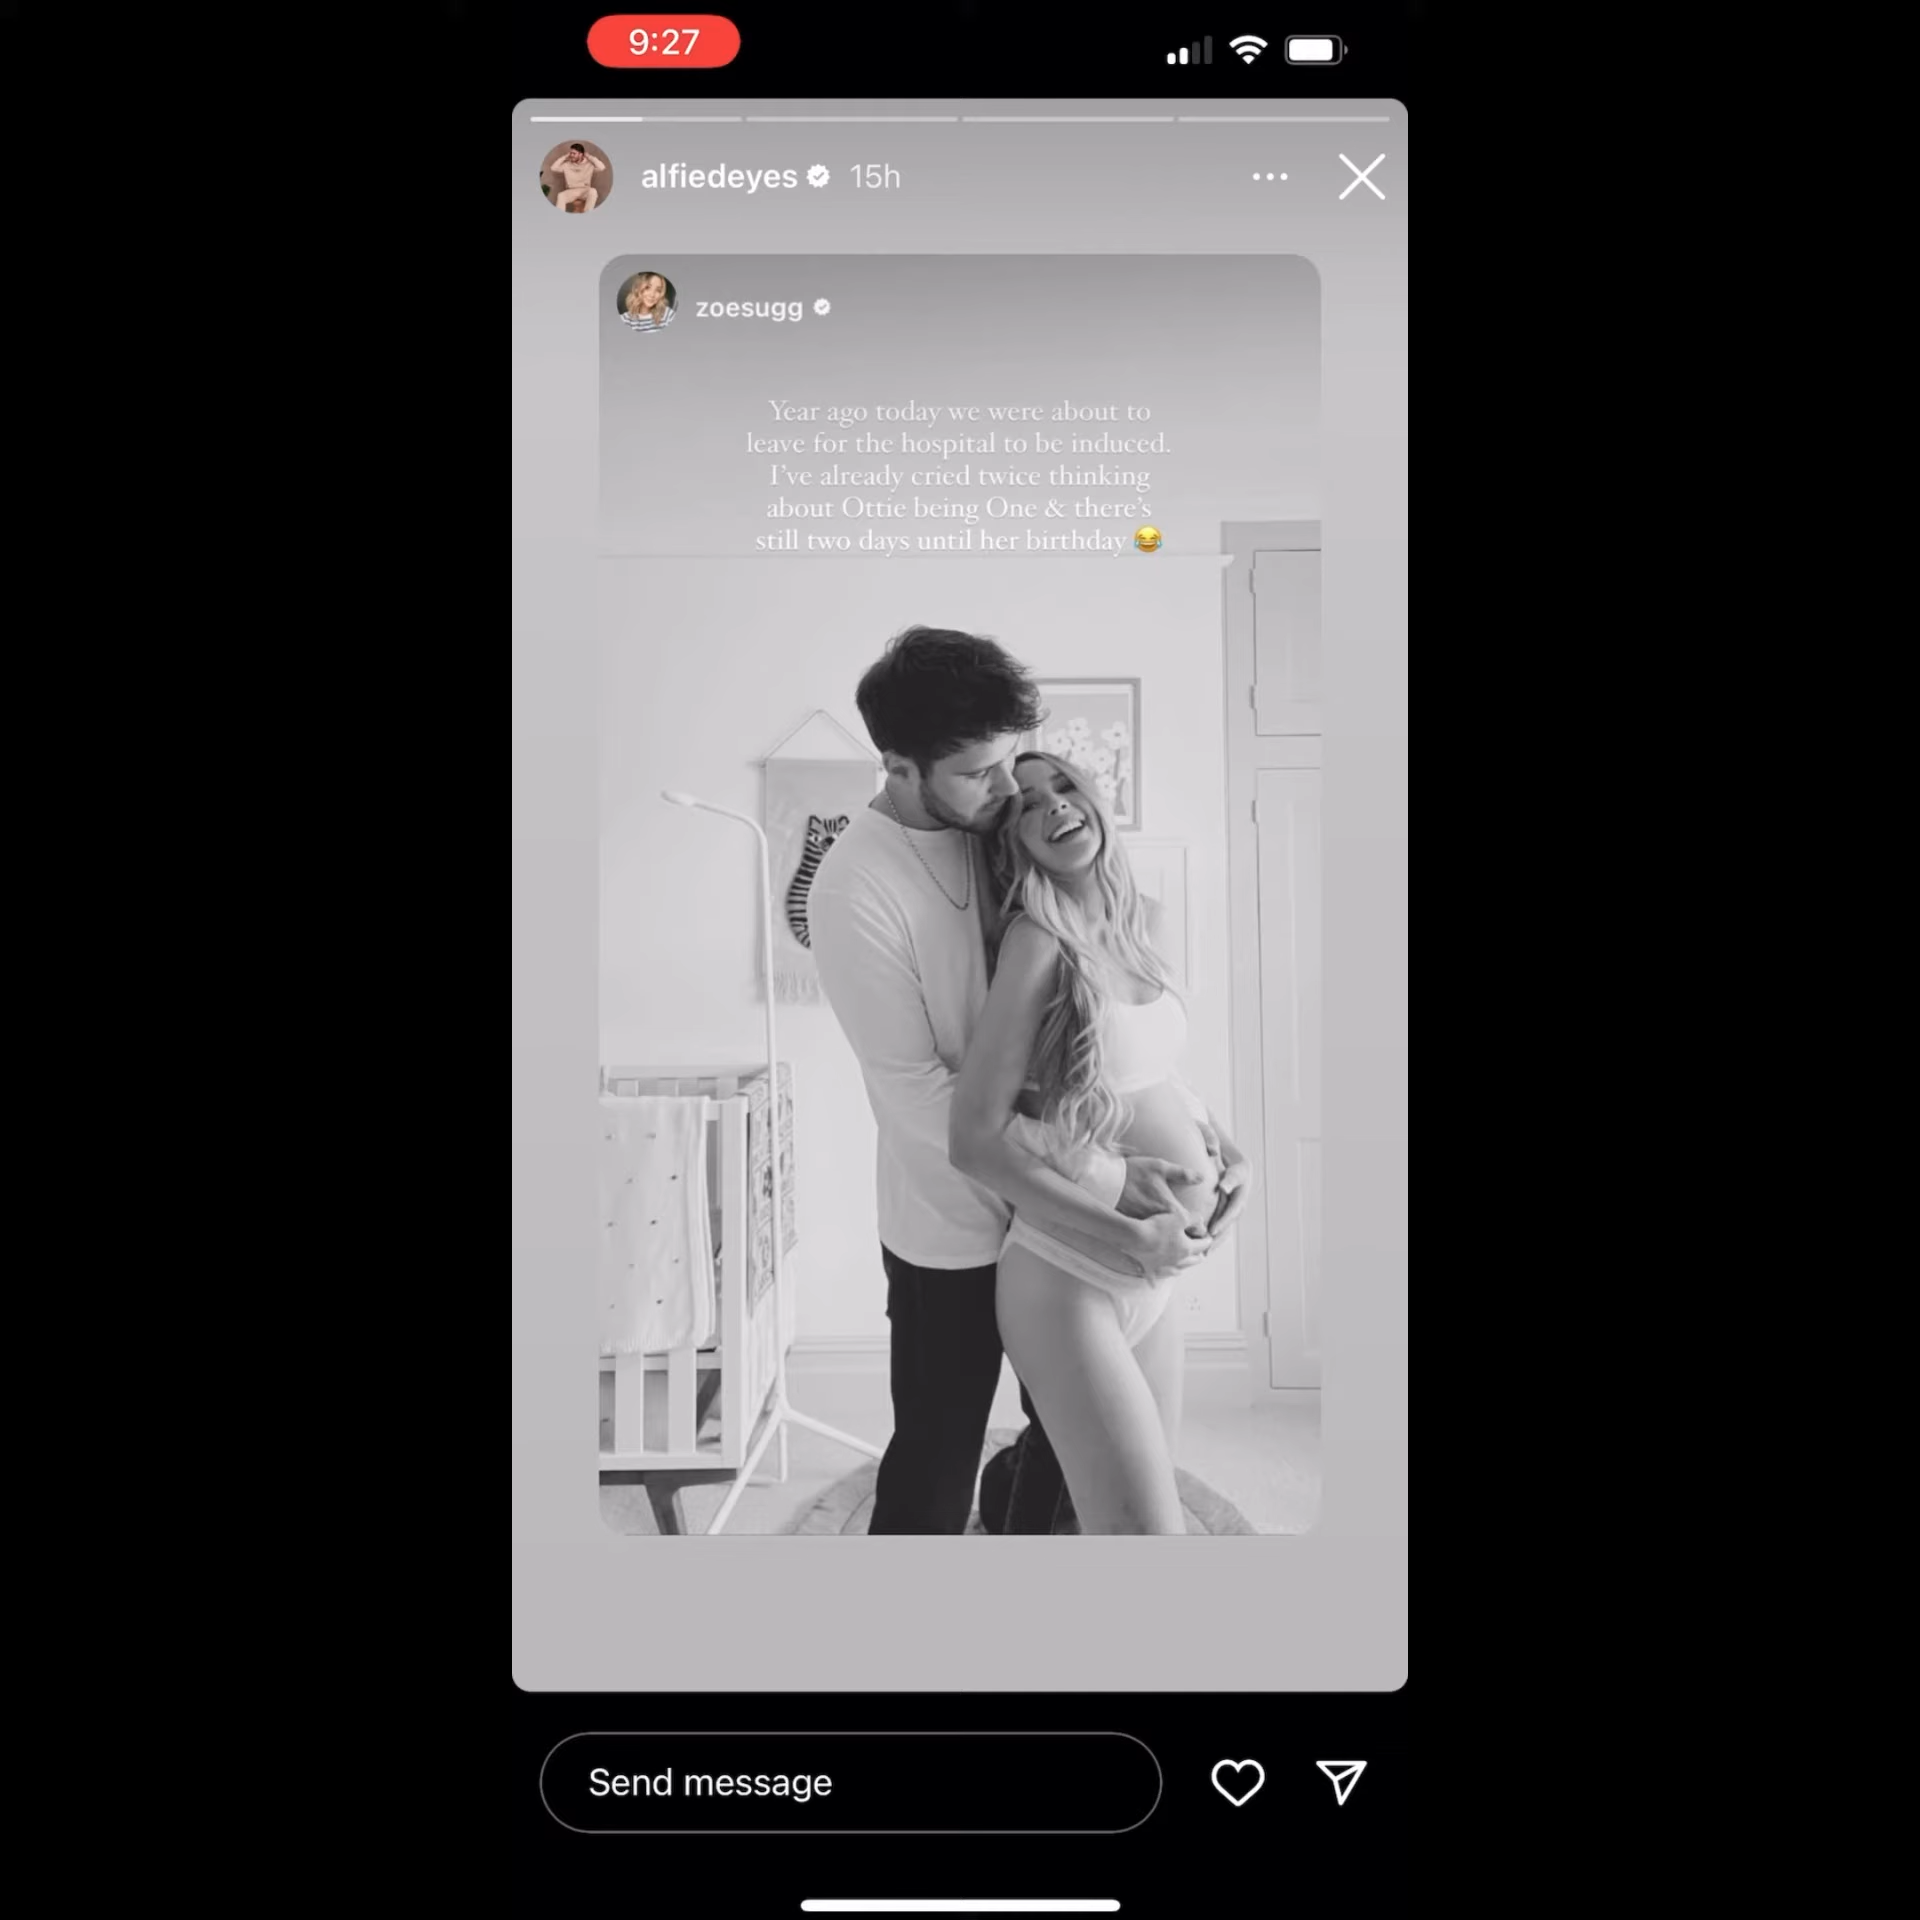 9:27
alfiedeyes 15h
zoesugg
Year ago today we were about to
leave for the hospital to be induced.
I've already cried twice thinking
about Ottie being One & there's
still two days until her birthday 😂
Send message